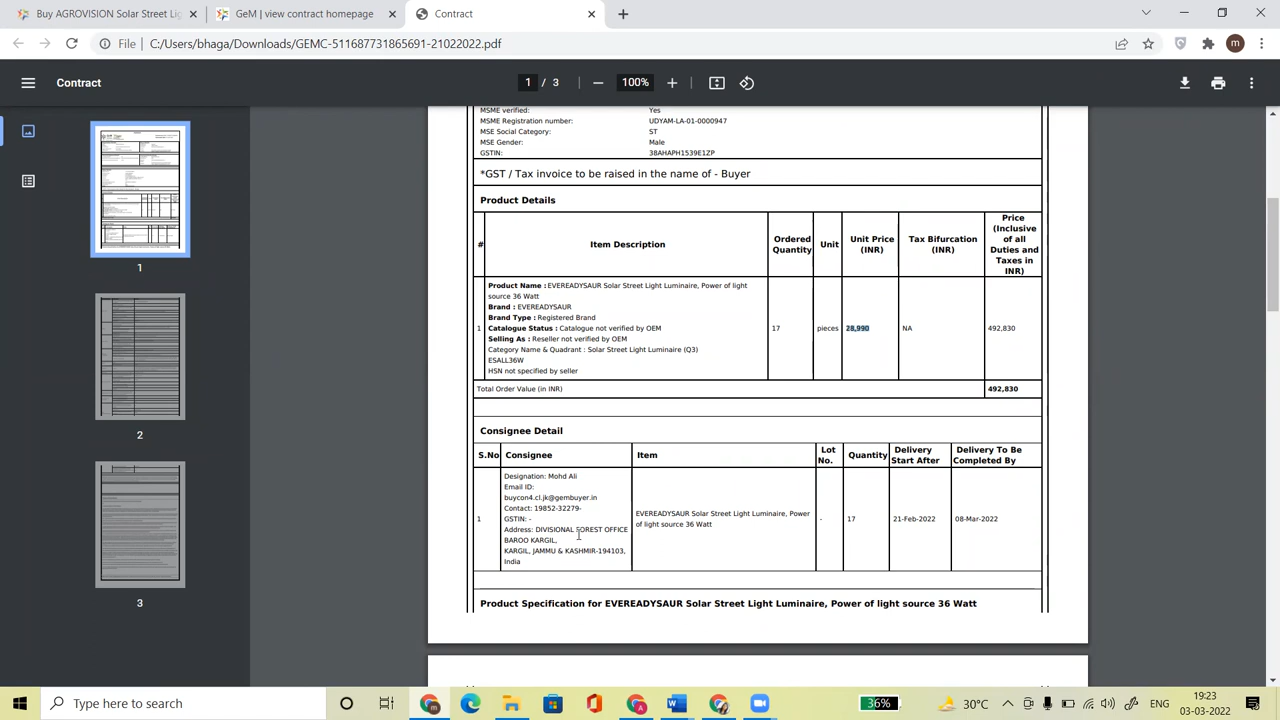 Buy AGROVISION Solar Street Lig
GeM | view contract homepage
Contract
File C:/Users/bhaga/Downloads/GEMC-511687731865691-21022022.pdf
m
Contract
1 / 3
100%
1
2
3
MSME verified: Yes
MSME Registration number: UDYAM-LA-01-0000947
MSE Social Category: ST
MSE Gender: Male
GSTIN: 38AHAPH1539E1ZP
*GST / Tax invoice to be raised in the name of - Buyer
Product Details
# Item Description Ordered Quantity Unit Unit Price (INR) Tax Bifurcation (INR) Price (Inclusive of all Duties and Taxes in INR)
Product Name : EVEREADYSAUR Solar Street Light Luminaire, Power of light
source 36 Watt
Brand : EVEREADYSAUR
Brand Type : Registered Brand
1 Catalogue Status : Catalogue not verified by OEM 17 pieces 28,990 NA 492,830
Selling As : Reseller not verified by OEM
Category Name & Quadrant : Solar Street Light Luminaire (Q3)
ESALL36W
HSN not specified by seller
Total Order Value (in INR) 492,830
Consignee Detail
S.No Consignee Item Lot No. Quantity Delivery Start After Delivery To Be Completed By
Designation: Mohd Ali
Email ID:
buycon4.cl.jk@gembuyer.in
Contact: 19852-32279-
1 GSTIN: - EVEREADYSAUR Solar Street Light Luminaire, Power of light source 36 Watt - 17 21-Feb-2022 08-Mar-2022
Address: DIVISIONAL FOREST OFFICE
BAROO KARGIL,
KARGIL, JAMMU & KASHMIR-194103,
India
Product Specification for EVEREADYSAUR Solar Street Light Luminaire, Power of light source 36 Watt
Type here to search
36%
30°C
ENG
19:23
03-03-2022